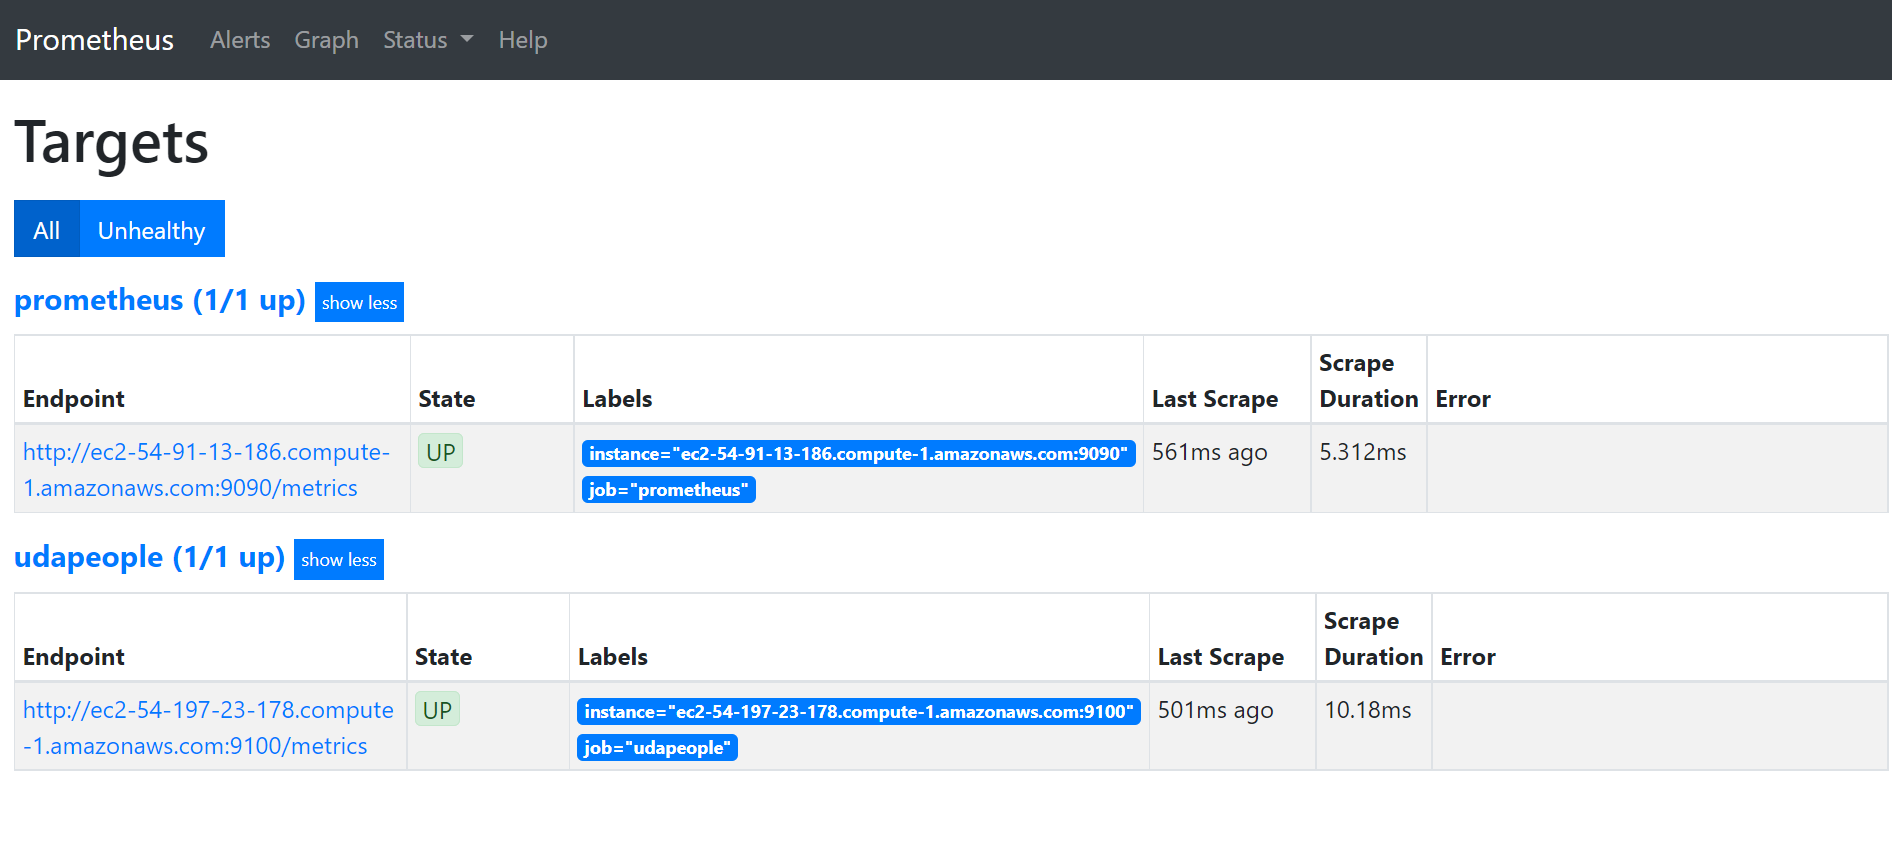 Prometheus Alerts Graph Status Help
Targets
All Unhealthy
prometheus (1/1 up) show less
Endpoint State Labels Last Scrape Scrape Duration Error
http://ec2-54-91-13-186.compute-
1.amazonaws.com:9090/metrics
UP
instance="ec2-54-91-13-186.compute-1.amazonaws.com:9090"
job="prometheus"
561ms ago
5.312ms
udapeople (1/1 up) show less
Endpoint State Labels Last Scrape Scrape Duration Error
http://ec2-54-197-23-178.compute
-1.amazonaws.com:9100/metrics
UP
instance="ec2-54-197-23-178.compute-1.amazonaws.com:9100"
job="udapeople"
501ms ago
10.18ms